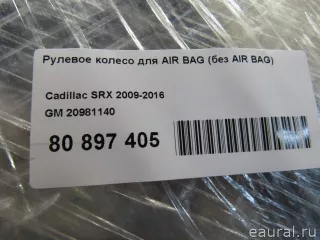 Рулевое колесо для AIR BAG (без AIR BAG)
Cadillac SRX 2009-2016
GM 20981140
80 897 405
eaural.ru